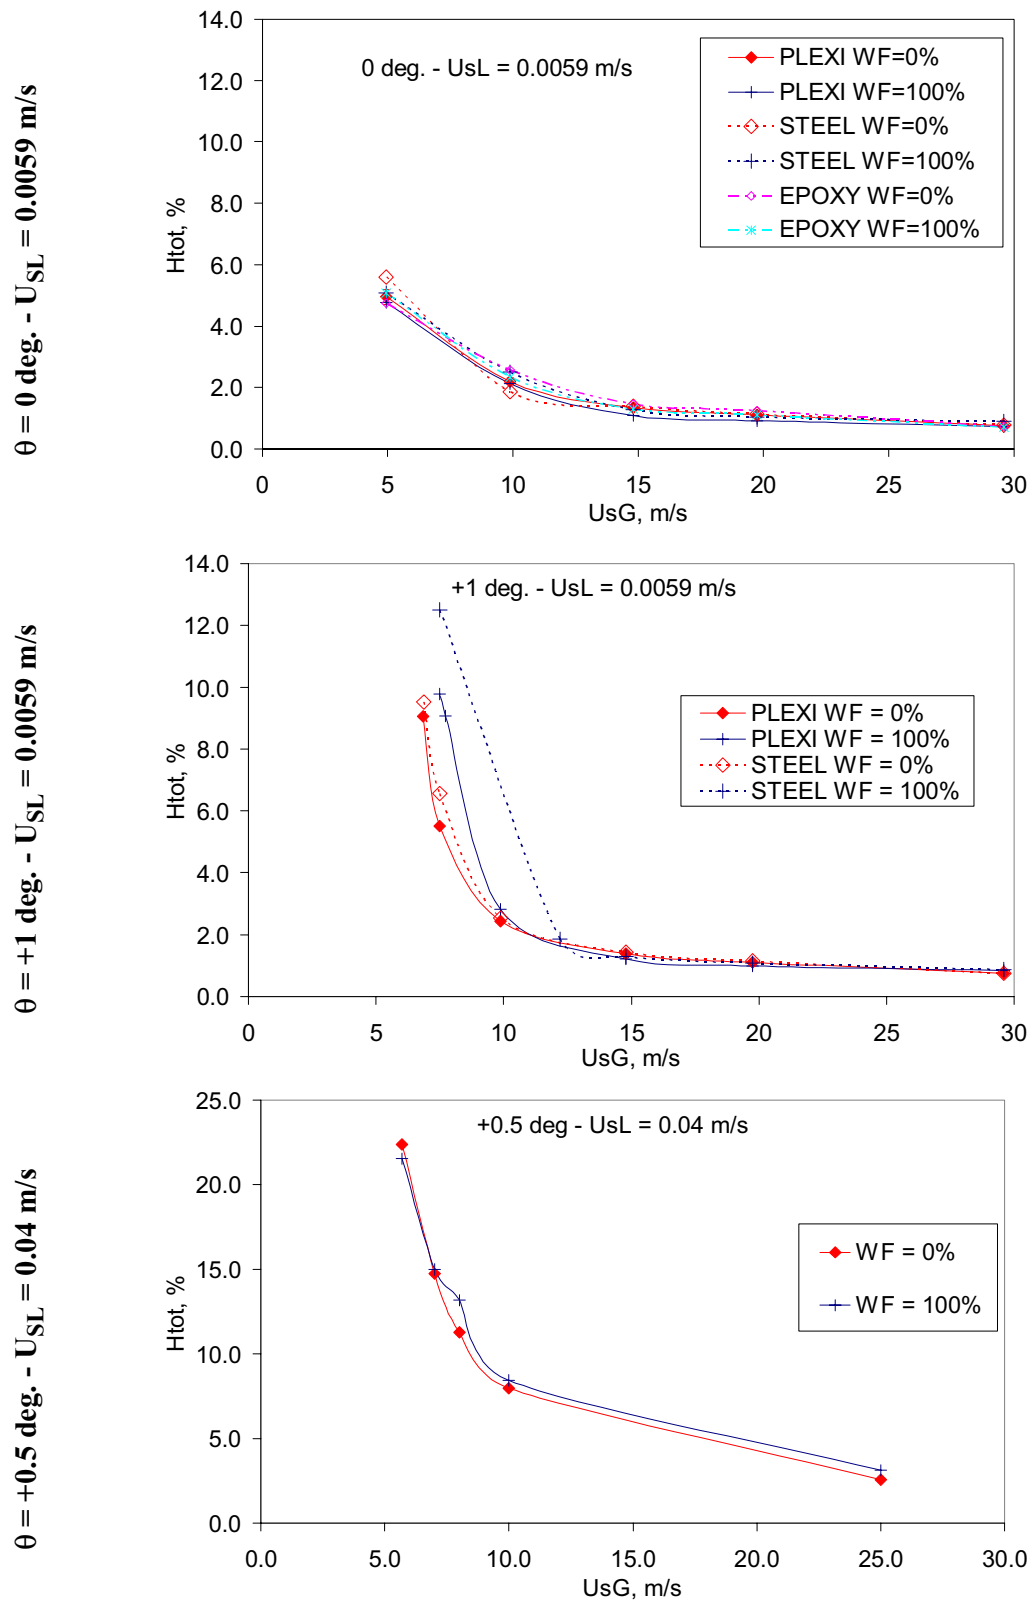 θ = 0 deg. - USL = 0.0059 m/s
14.0
12.0
10.0
8.0
6.0
4.0
2.0
0.0
Htot, %
0 deg. - UsL = 0.0059 m/s
PLEXI WF=0%
PLEXI WF=100%
STEEL WF=0%
STEEL WF=100%
EPOXY WF=0%
EPOXY WF=100%
0 5 10 15 20 25 30
UsG, m/s
θ = +1 deg. - USL = 0.0059 m/s
14.0
12.0
10.0
8.0
6.0
4.0
2.0
0.0
Htot, %
+1 deg. - UsL = 0.0059 m/s
PLEXI WF = 0%
PLEXI WF = 100%
STEEL WF = 0%
STEEL WF = 100%
0 5 10 15 20 25 30
UsG, m/s
θ = +0.5 deg. - USL = 0.04 m/s
25.0
20.0
15.0
10.0
5.0
0.0
Htot, %
+0.5 deg - UsL = 0.04 m/s
WF = 0%
WF = 100%
0.0 5.0 10.0 15.0 20.0 25.0 30.0
UsG, m/s